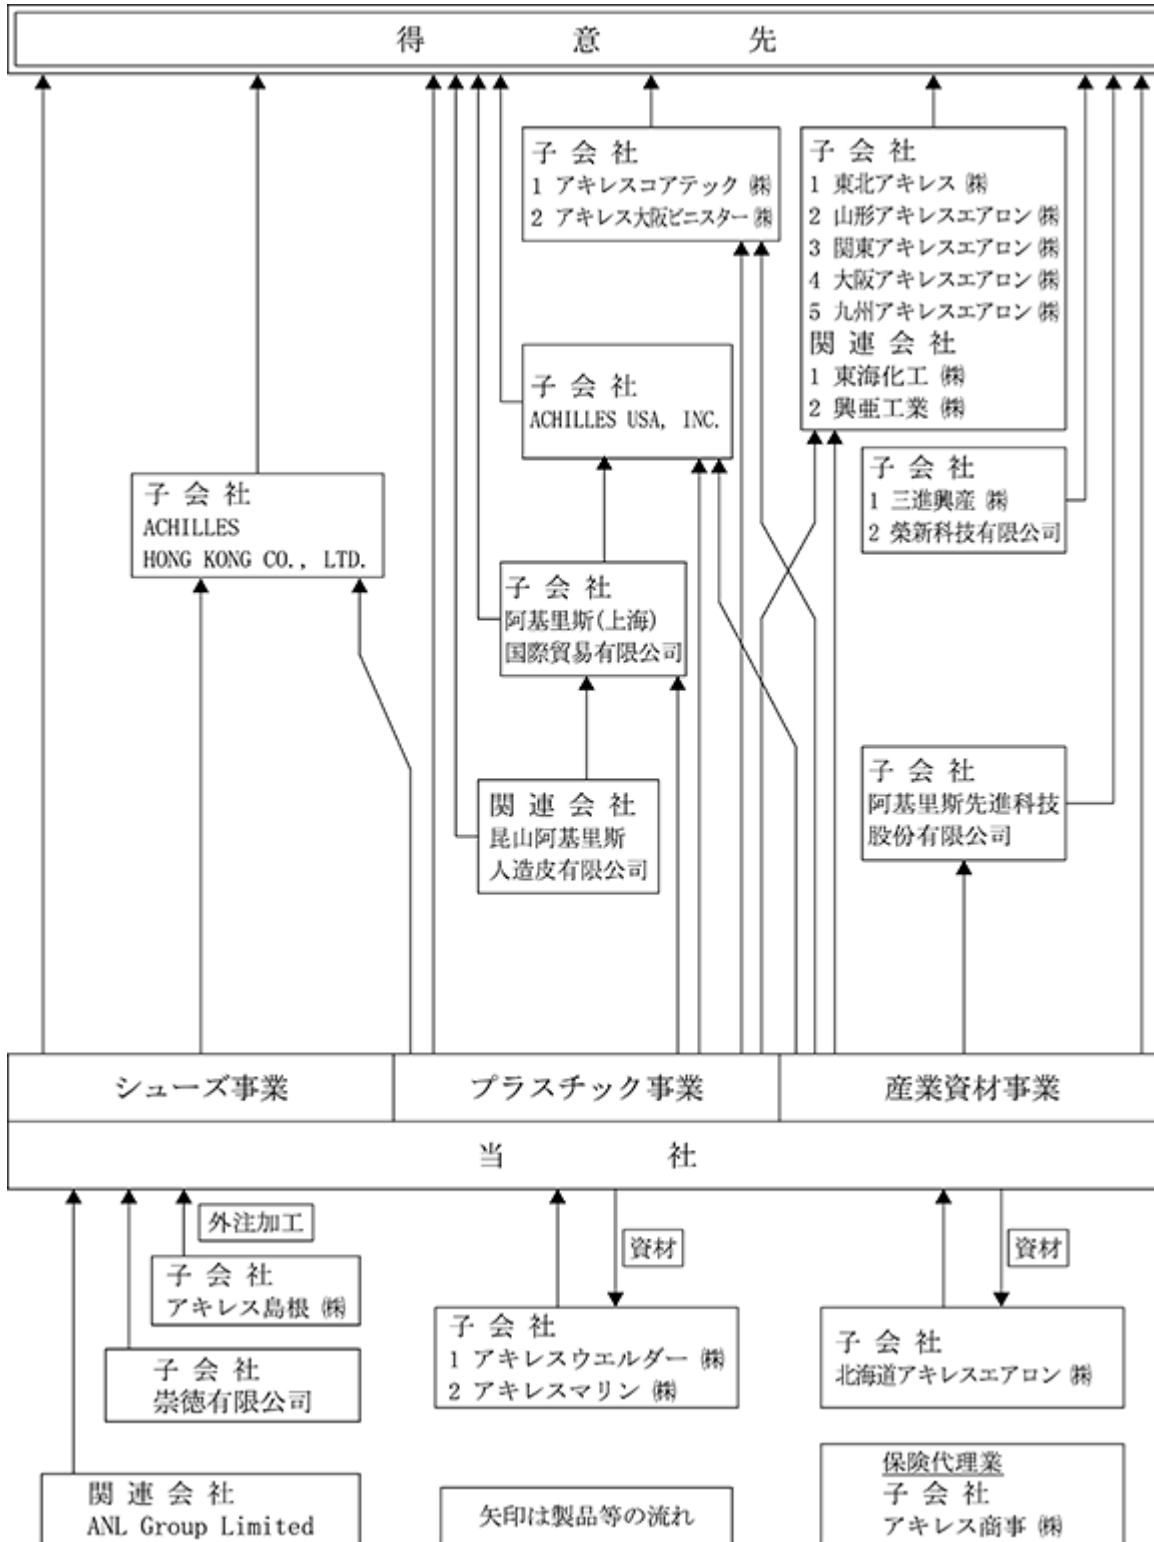 得意先
子会社
1 アキレスコアテック ㈱
2 アキレス大阪ビニスター ㈱
子会社
1 東北アキレス ㈱
2 山形アキレスエアロン ㈱
3 関東アキレスエアロン ㈱
4 大阪アキレスエアロン ㈱
5 九州アキレスエアロン ㈱
関連会社
1 東海化工 ㈱
2 興亜工業 ㈱
子会社
ACHILLES USA, INC.
子会社
1 三進興産 ㈱
2 榮新科技有限公司
子会社
ACHILLES
HONG KONG CO., LTD.
子会社
阿基里斯(上海)
国際貿易有限公司
関連会社
昆山阿基里斯
人造皮有限公司
子会社
阿基里斯先進科技
股份有限公司
シューズ事業
プラスチック事業
産業資材事業
当社
外注加工
子会社
アキレス島根 ㈱
子会社
崇徳有限公司
関連会社
ANL Group Limited
資材
子会社
1 アキレスウエルダー ㈱
2 アキレスマリン ㈱
矢印は製品等の流れ
資材
子会社
北海道アキレスエアロン ㈱
保険代理業
子会社
アキレス商事 ㈱